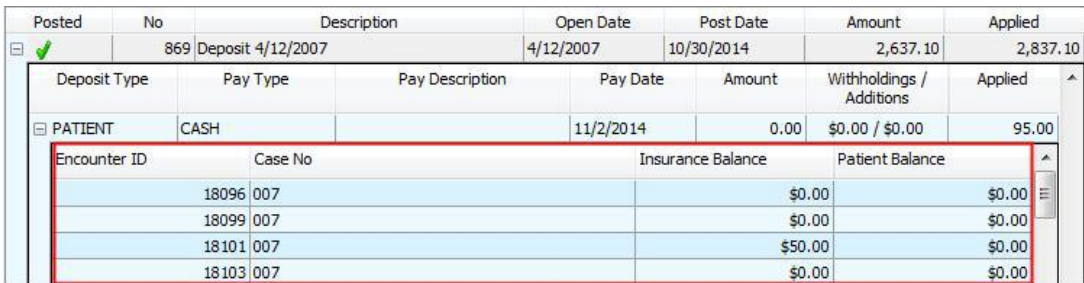 Posted No Description Open Date Post Date Amount Applied
869 Deposit 4/12/2007 4/12/2007 10/30/2014 2,637.10 2,837.10
Deposit Type Pay Type Pay Description Pay Date Amount Withholdings / Additions Applied
PATIENT CASH 11/2/2014 0.00 $0.00 / $0.00 95.00
Encounter ID Case No Insurance Balance Patient Balance
18096 007 $0.00 $0.00
18099 007 $0.00 $0.00
18101 007 $50.00 $0.00
18103 007 $0.00 $0.00